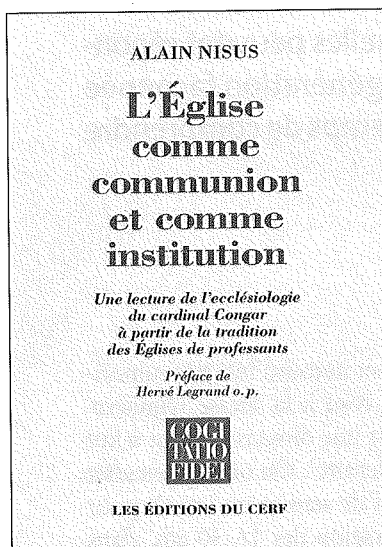 ALAIN NISUS
L'Église
comme
communion
et comme
institution
Une lecture de l'ecclésiologie
du cardinal Congar
à partir de la tradition
des Églises de professants
Préface de
Hervé Legrand o. p.
COGI
TATIO
FIDEI
LES ÉDITIONS DU CERF